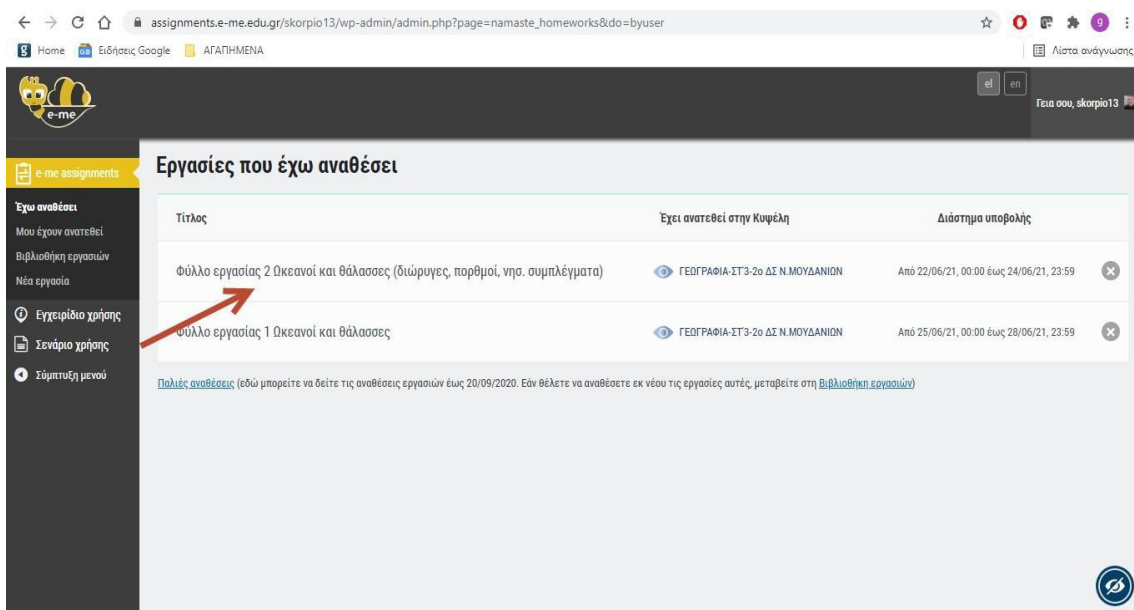 assignments.e-me.edu.gr/skorpio13/wp-admin/admin.php?page=namaste_homeworks&do=byuser
g
g Home Ειδήσεις Google ΑΓΑΠΗΜΕΝΑ
Λίστα ανάγνωσης
e-me
el en
Γεια σου, skorpio13
e-me assignments
Έχω αναθέσει
Μου έχουν ανατεθεί
Βιβλιοθήκη εργασιών
Νέα εργασία
Εγχειρίδιο χρήσης
Σενάριο χρήσης
Σύμπτυξη μενού
Εργασίες που έχω αναθέσει
Τίτλος Έχει ανατεθεί στην Κυψέλη Διάστημα υποβολής
Φύλλο εργασίας 2 Ωκεανοί και θάλασσες (διώρυγες, πορθμοί, νησ. συμπλέγματα) ΓΕΩΓΡΑΦΙΑ-ΣΤ'3-2ο ΔΣ Ν.ΜΟΥΔΑΝΙΩΝ Από 22/06/21, 00:00 έως 24/06/21, 23:59
Φύλλο εργασίας 1 Ωκεανοί και θάλασσες ΓΕΩΓΡΑΦΙΑ-ΣΤ'3-2ο ΔΣ Ν.ΜΟΥΔΑΝΙΩΝ Από 25/06/21, 00:00 έως 28/06/21, 23:59
Παλιές αναθέσεις (εδώ μπορείτε να δείτε τις αναθέσεις εργασιών έως 20/09/2020. Εάν θέλετε να αναθέσετε εκ νέου τις εργασίες αυτές, μεταβείτε στη Βιβλιοθήκη εργασιών)